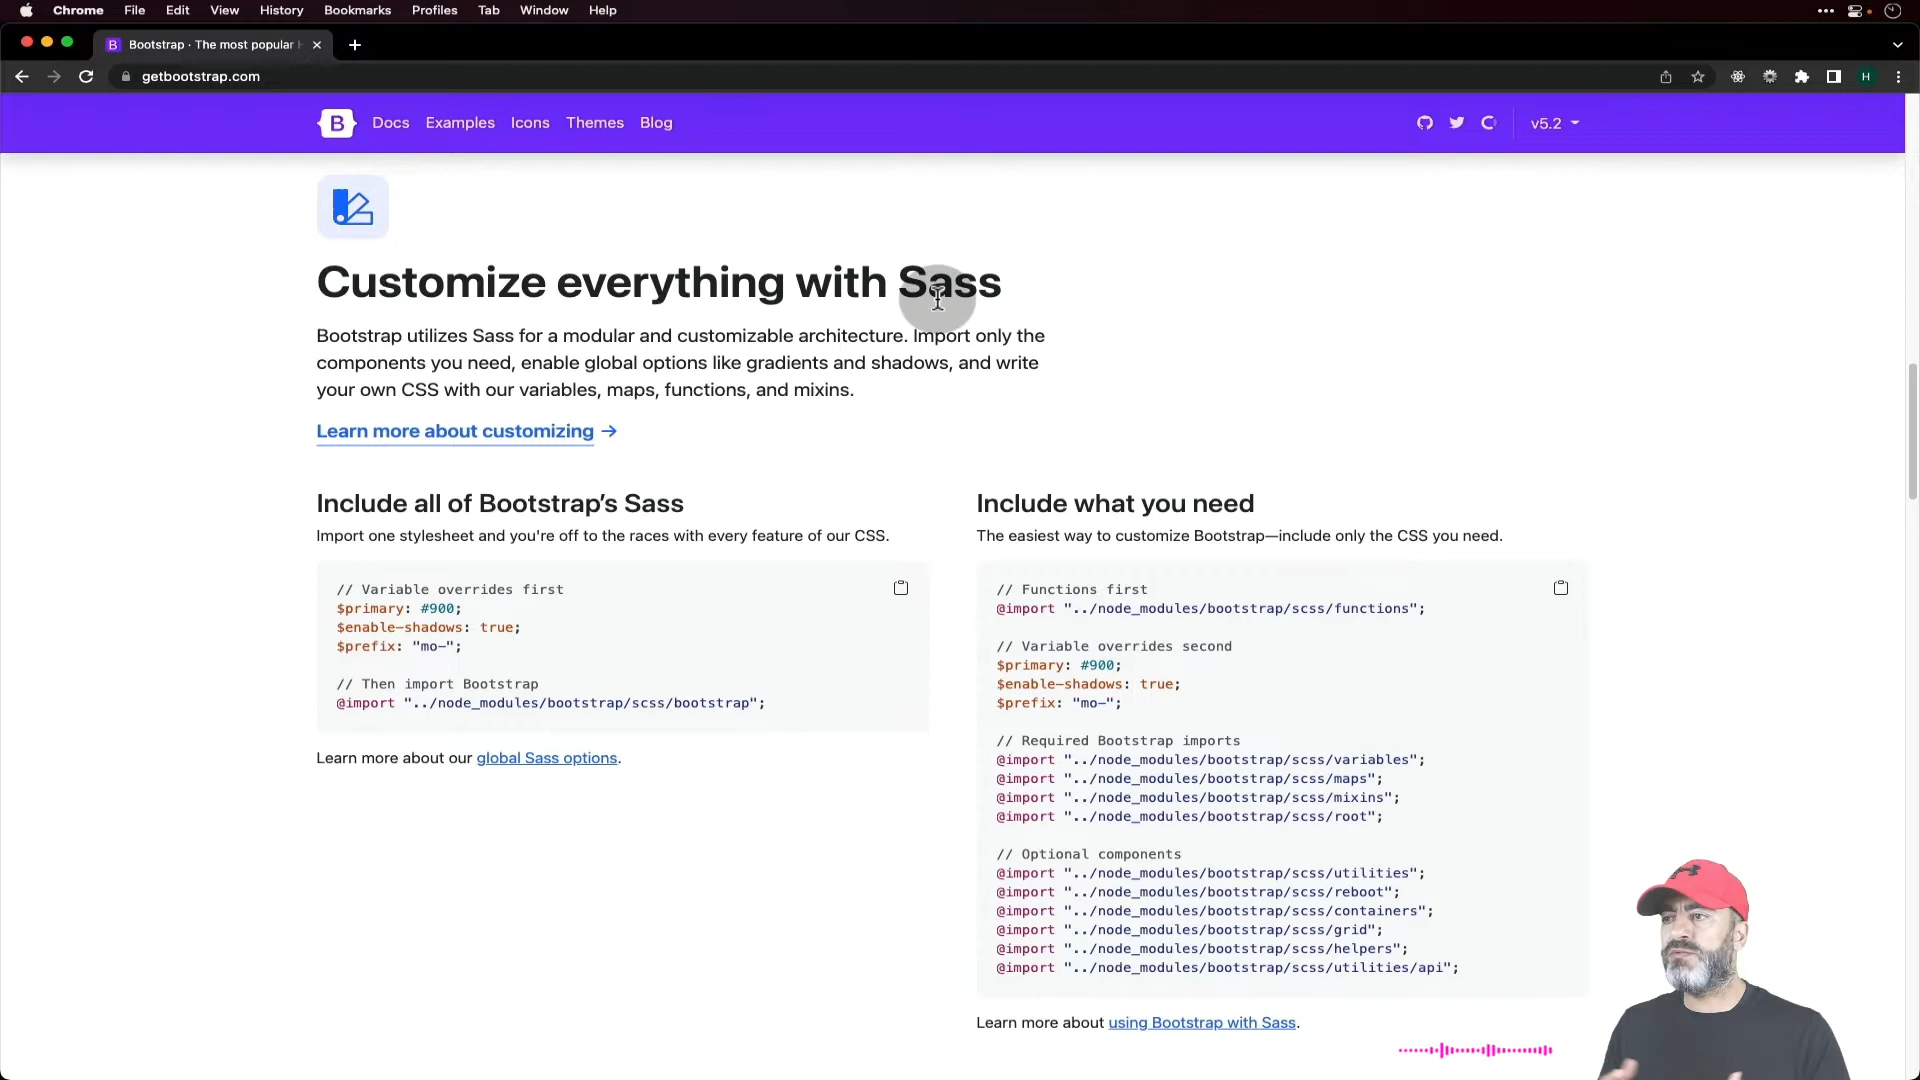 Chrome File Edit View History Bookmarks Profiles Tab Window Help
Bootstrap · The most popular
getbootstrap.com
H
B Docs Examples Icons Themes Blog v5.2
Customize everything with Sass
Bootstrap utilizes Sass for a modular and customizable architecture. Import only the
components you need, enable global options like gradients and shadows, and write
your own CSS with our variables, maps, functions, and mixins.
Learn more about customizing →
Include all of Bootstrap's Sass
Import one stylesheet and you're off to the races with every feature of our CSS.
// Variable overrides first
$primary: #900;
$enable-shadows: true;
$prefix: "mo-";
// Then import Bootstrap
@import "../node_modules/bootstrap/scss/bootstrap";
Learn more about our global Sass options.
Include what you need
The easiest way to customize Bootstrap—include only the CSS you need.
// Functions first
@import "../node_modules/bootstrap/scss/functions";
// Variable overrides second
$primary: #900;
$enable-shadows: true;
$prefix: "mo-";
// Required Bootstrap imports
@import "../node_modules/bootstrap/scss/variables";
@import "../node_modules/bootstrap/scss/maps";
@import "../node_modules/bootstrap/scss/mixins";
@import "../node_modules/bootstrap/scss/root";
// Optional components
@import "../node_modules/bootstrap/scss/utilities";
@import "../node_modules/bootstrap/scss/reboot";
@import "../node_modules/bootstrap/scss/containers";
@import "../node_modules/bootstrap/scss/grid";
@import "../node_modules/bootstrap/scss/helpers";
@import "../node_modules/bootstrap/scss/utilities/api";
Learn more about using Bootstrap with Sass.